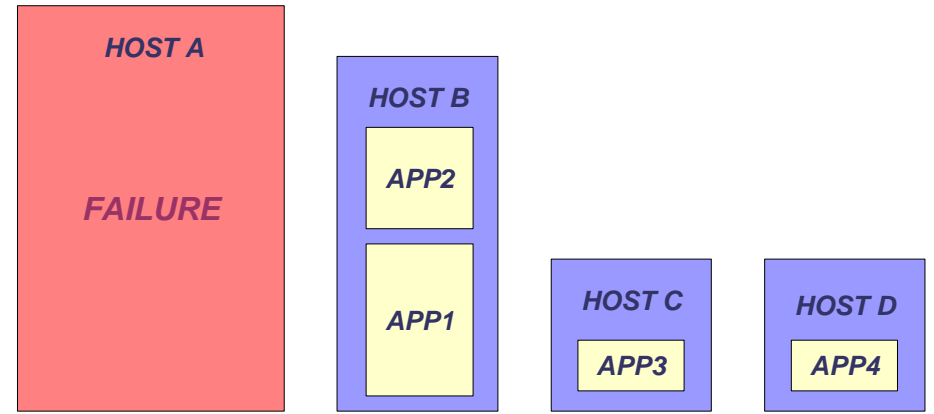 HOST A
FAILURE
HOST B
APP2
APP1
HOST C
APP3
HOST D
APP4